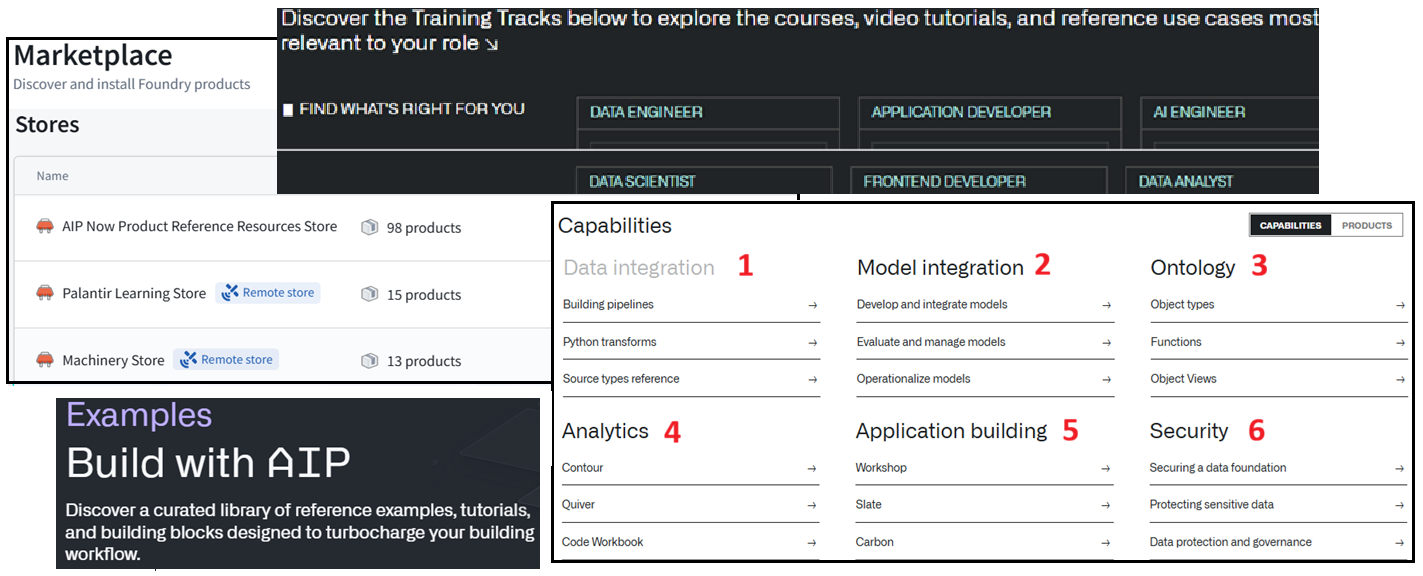 Discover the Training Tracks below to explore the courses, video tutorials, and reference use cases most
relevant to your role ↘
FIND WHAT'S RIGHT FOR YOU
DATA ENGINEER
APPLICATION DEVELOPER
AI ENGINEER
DATA SCIENTIST
FRONTEND DEVELOPER
DATA ANALYST
Marketplace
Discover and install Foundry products
Stores
Name
AIP Now Product Reference Resources Store 98 products
Palantir Learning Store Remote store 15 products
Machinery Store Remote store 13 products
Examples
Build with AIP
Discover a curated library of reference examples, tutorials,
and building blocks designed to turbocharge your building
workflow.
Capabilities
CAPABILITIES PRODUCTS
Data integration 1
Building pipelines →
Python transforms →
Source types reference →
Model integration 2
Develop and integrate models →
Evaluate and manage models →
Operationalize models →
Ontology 3
Object types →
Functions →
Object Views →
Analytics 4
Contour →
Quiver →
Code Workbook →
Application building 5
Workshop →
Slate →
Carbon →
Security 6
Securing a data foundation →
Protecting sensitive data →
Data protection and governance →